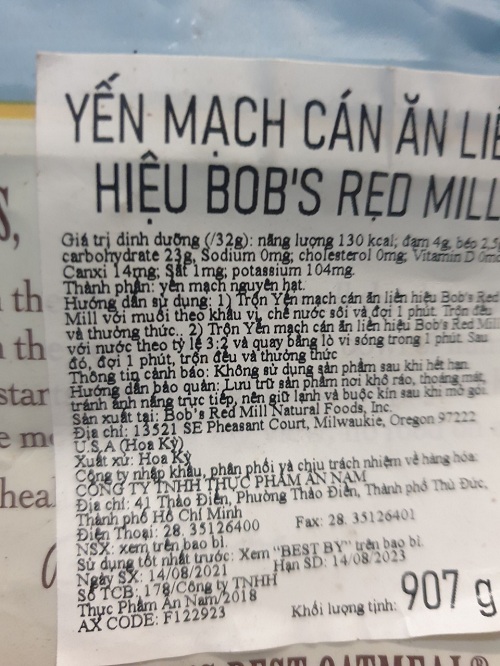 YẾN MẠCH CÁN ĂN LIỀ
HIỆU BOB'S RẸD MILL
Giá trị dinh dưỡng (/32g): năng lượng 130 kcal; đạm 4g, béo 2,5g
carbohydrate 23g, Sodium 0mg; cholesterol 0mg; Vitamin D 0mc
Canxi 14mg; Sắt 1mg; potassium 104mg.
Thành phần: yến mạch nguyên hạt.
Hướng dẫn sử dụng: 1) Trộn Yến mạch cán ăn liền hiệu Bob's Red
Mill với muối theo khẩu vị, chế nước sôi và đợi 1 phút. Trộn đều
và thưởng thức.. 2) Trộn Yến mạch cán ăn liền hiệu Bob's Red Mill
với nước theo tỷ lệ 3:2 và quay bằng lò vi sóng trong 1 phút. Sau
đó, đợi 1 phút, trộn đều và thưởng thức
Thông tin cảnh báo: Không sử dụng sản phẩm sau khi hết hạn.
Hướng dẫn bảo quản: Lưu trữ sản phẩm nơi khô ráo, thoáng mát,
tránh ánh nắng trực tiếp, nên giữ lạnh và buộc kín sau khi mở gói.
Sản xuất tại: Bob's Red Mill Natural Foods, Inc.
Địa chỉ: 13521 SE Pheasant Court, Milwaukie, Oregon 97222
U.S.A (Hoa Kỳ)
Xuất xứ: Hoa Kỳ
Công ty nhập khẩu, phân phối và chịu trách nhiệm về hàng hóa:
CÔNG TY TNHH THỰC PHẨM AN NAM
Địa chỉ: 41 Thảo Điền, Phường Thảo Điền, Thành phố Thủ Đức,
Thành phố Hồ Chí Minh
Điện Thoại: 28. 35126400 Fax: 28. 35126401
NSX: xem trên bao bì.
Sử dụng tốt nhất trước: Xem "BEST BY" trên bao bì.
Ngày SX: 14/08/2021 Hạn SD: 14/08/2023
Số TCB: 178/Công ty TNHH
Thực Phẩm An Nam/2018
AX CODE: F122923
Khối lượng tịnh: 907 g
S,
th
th
star
e mo
heal
BEST OATMEAL